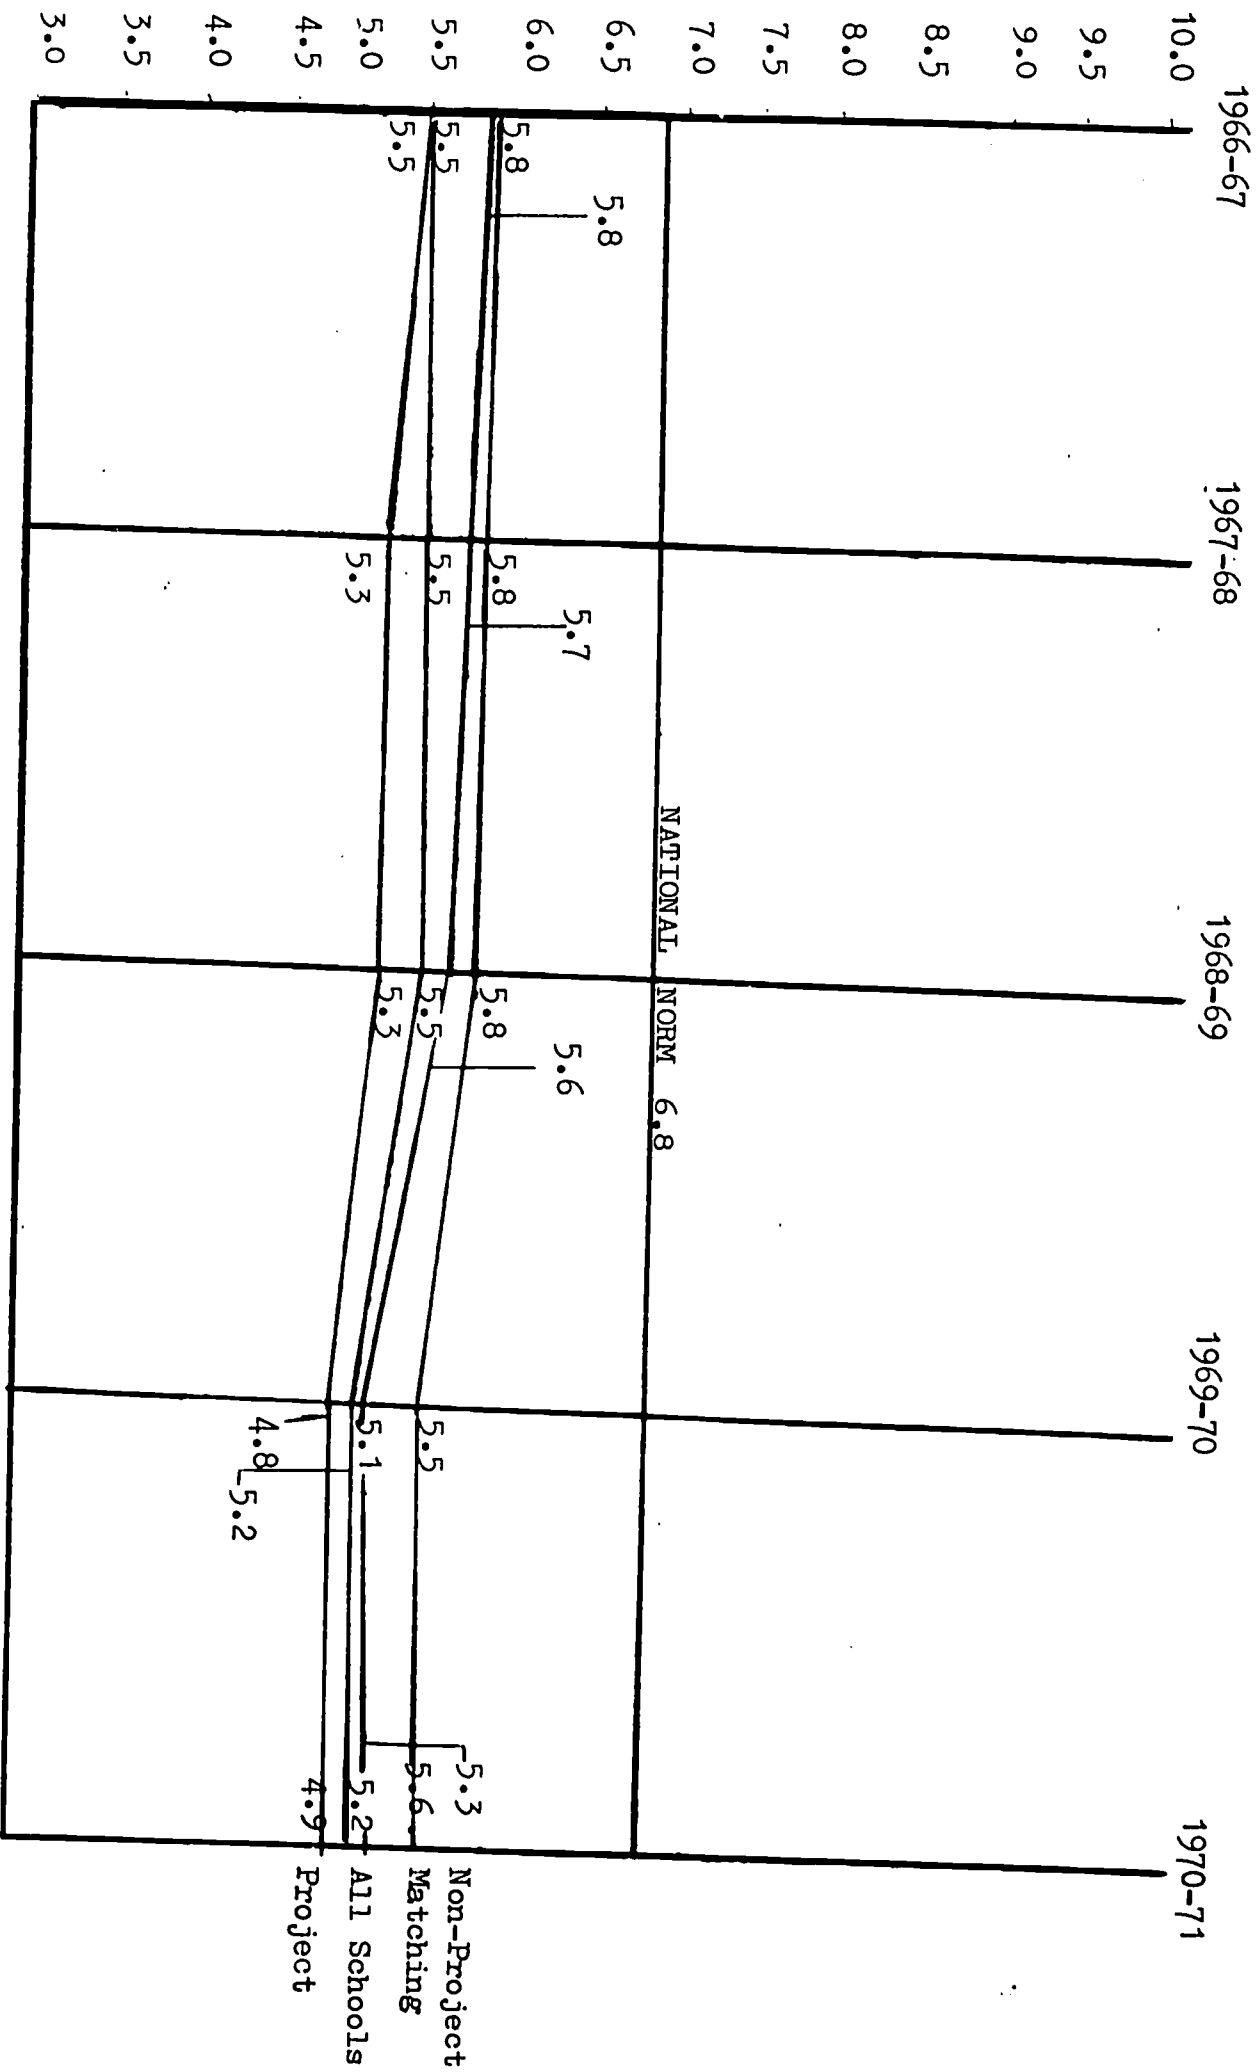 1966-67 1967-68 1968-69 1969-70 1970-71
10.0
9.5
9.0
8.5
8.0
7.5
7.0
NATIONAL NORM 6.8
6.5
5.8
5.7
5.6
6.0
5.8 5.8 5.8
5.3 Non-Project
5.5 5.5 5.5 5.5 5.5 5.6 Matching
5.5 5.3
5.0 5.3 5.1 5.2 All Schools
4.5 4.9 Project
4.8
5.2
4.0
3.5
3.0